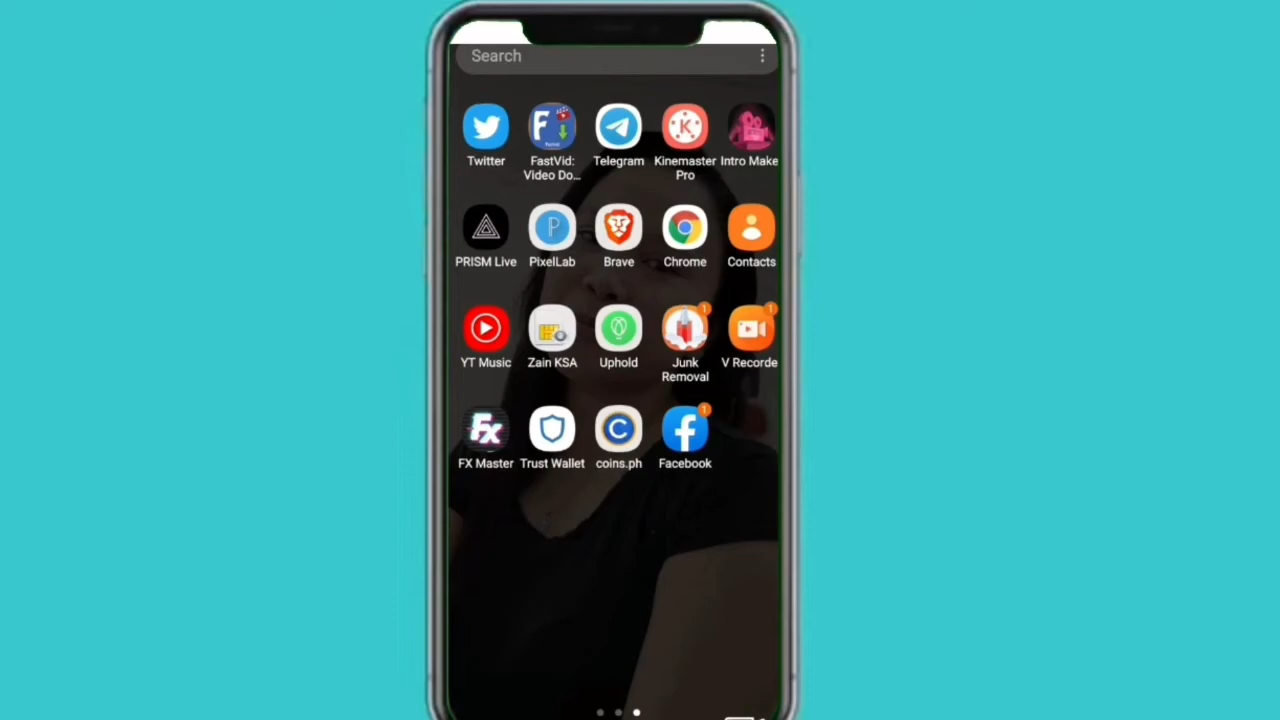 Search
Twitter
FastVid:
Video Do...
Telegram
Kinemaster
Pro
Intro Make
PRISM Live
PixelLab
Brave
Chrome
Contacts
YT Music
Zain KSA
Uphold
Junk
Removal
V Recorde
FX Master
Trust Wallet
coins.ph
Facebook